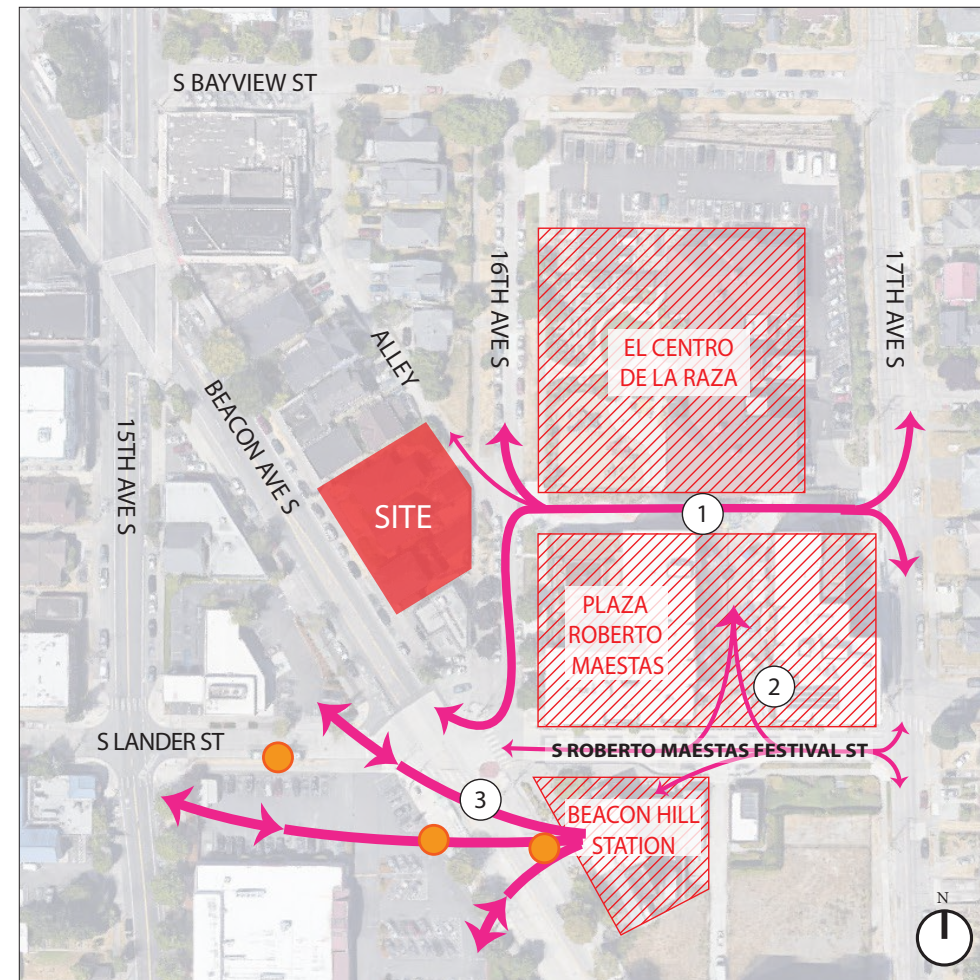 S BAYVIEW ST
16TH AVE S
17TH AVE S
EL CENTRO
DE LA RAZA
ALLEY
BEACON AVE S
15TH AVE S
SITE
1
PLAZA
ROBERTO
MAESTAS
2
S LANDER ST
S ROBERTO MAESTAS FESTIVAL ST
3
BEACON HILL
STATION
N